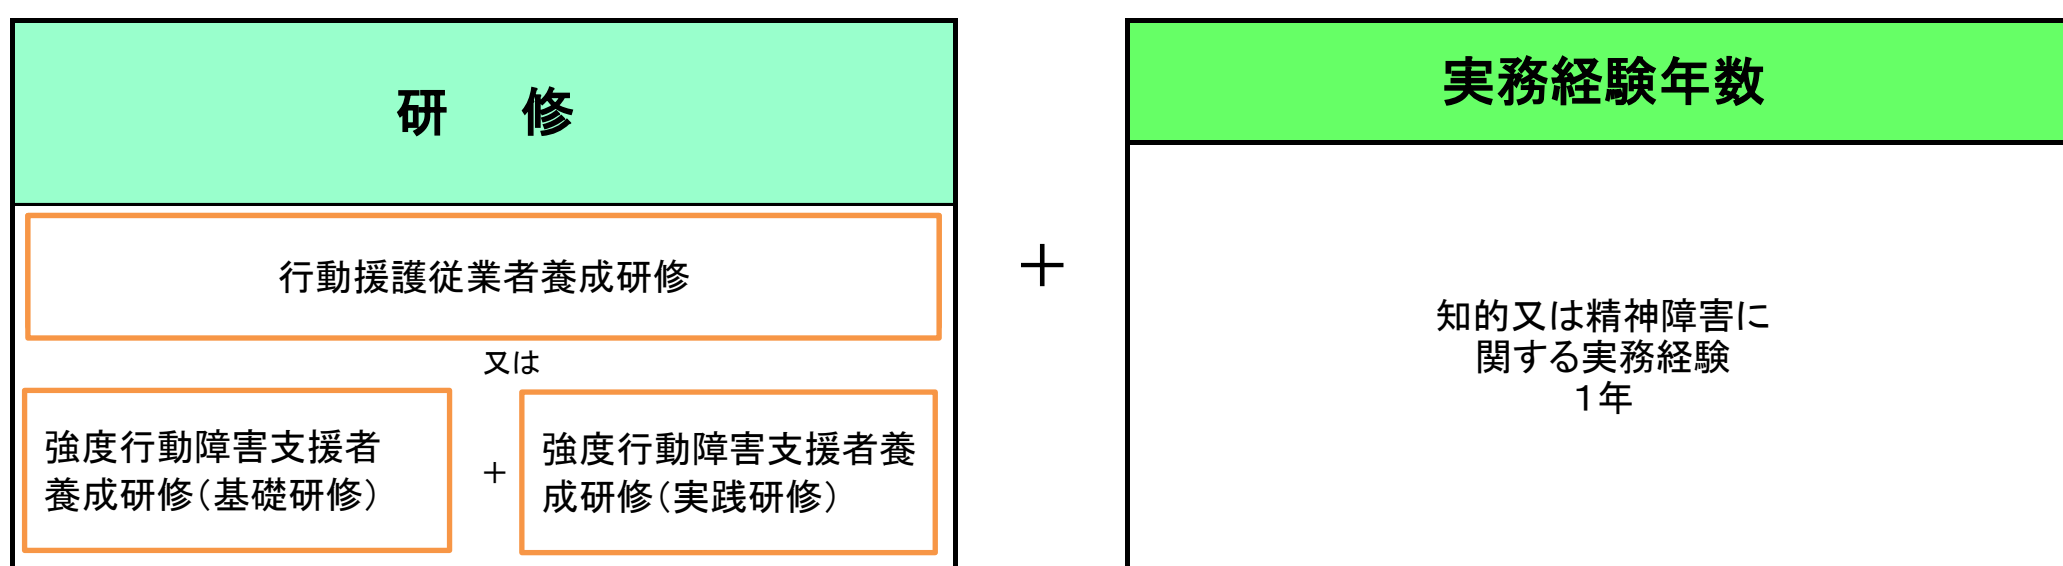 研 修
行動援護従業者養成研修
又は
強度行動障害支援者
養成研修(基礎研修)
+
強度行動障害支援者養
成研修(実践研修)
+
実務経験年数
知的又は精神障害に
関する実務経験
1年